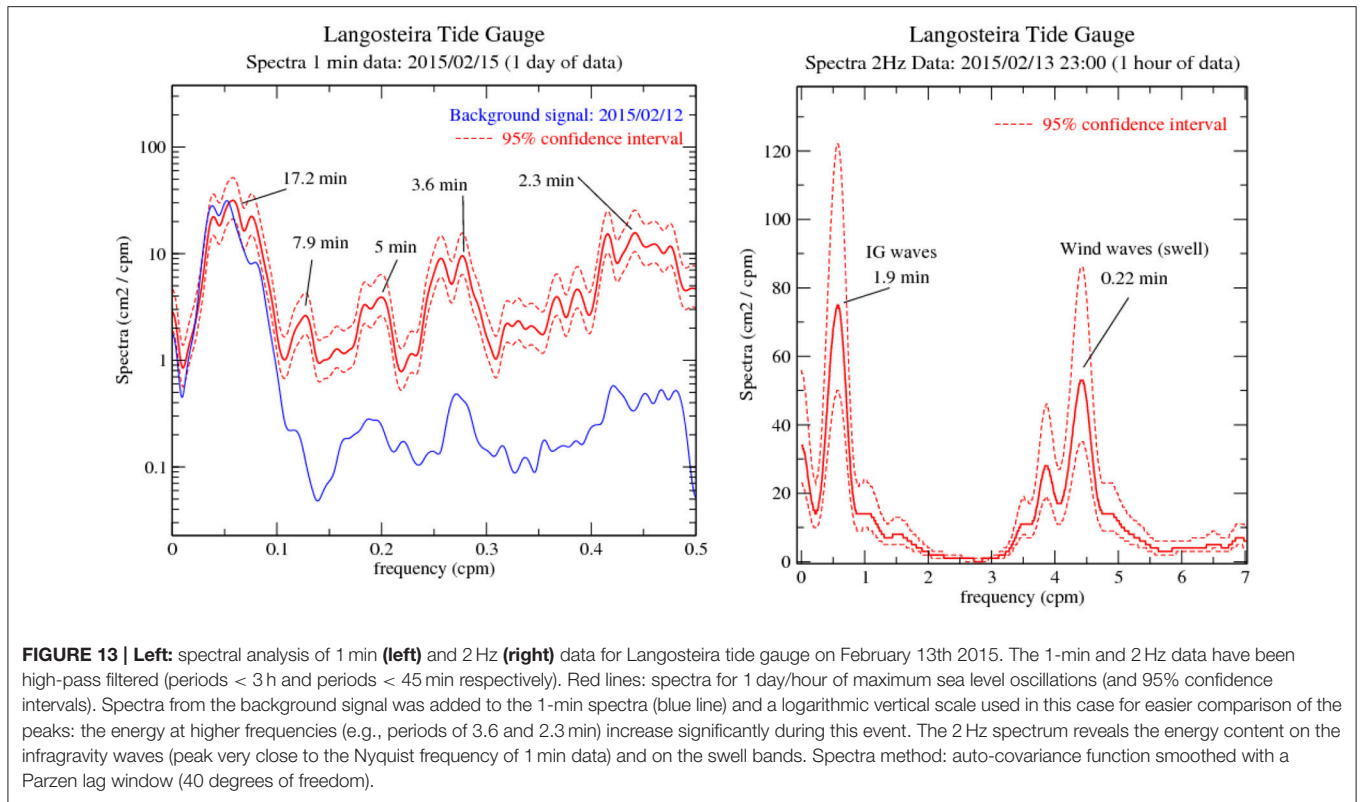 Langosteira Tide Gauge
Spectra 1 min data: 2015/02/15 (1 day of data)
Background signal: 2015/02/12
95% confidence interval
100
10
1
0.1
Spectra (cm2 / cpm)
17.2 min
7.9 min
5 min
3.6 min
2.3 min
0
0.1
0.2
0.3
0.4
0.5
frequency (cpm)
Langosteira Tide Gauge
Spectra 2Hz Data: 2015/02/13 23:00 (1 hour of data)
95% confidence interval
120
100
80
60
40
20
0
Spectra (cm2 / cpm)
IG waves
1.9 min
Wind waves (swell)
0.22 min
0
1
2
3
4
5
6
7
frequency (cpm)
FIGURE 13 | Left: spectral analysis of 1 min (left) and 2 Hz (right) data for Langosteira tide gauge on February 13th 2015. The 1-min and 2 Hz data have been
high-pass filtered (periods < 3 h and periods < 45 min respectively). Red lines: spectra for 1 day/hour of maximum sea level oscillations (and 95% confidence
intervals). Spectra from the background signal was added to the 1-min spectra (blue line) and a logarithmic vertical scale used in this case for easier comparison of the
peaks: the energy at higher frequencies (e.g., periods of 3.6 and 2.3 min) increase significantly during this event. The 2 Hz spectrum reveals the energy content on the
infragravity waves (peak very close to the Nyquist frequency of 1 min data) and on the swell bands. Spectra method: auto-covariance function smoothed with a
Parzen lag window (40 degrees of freedom).